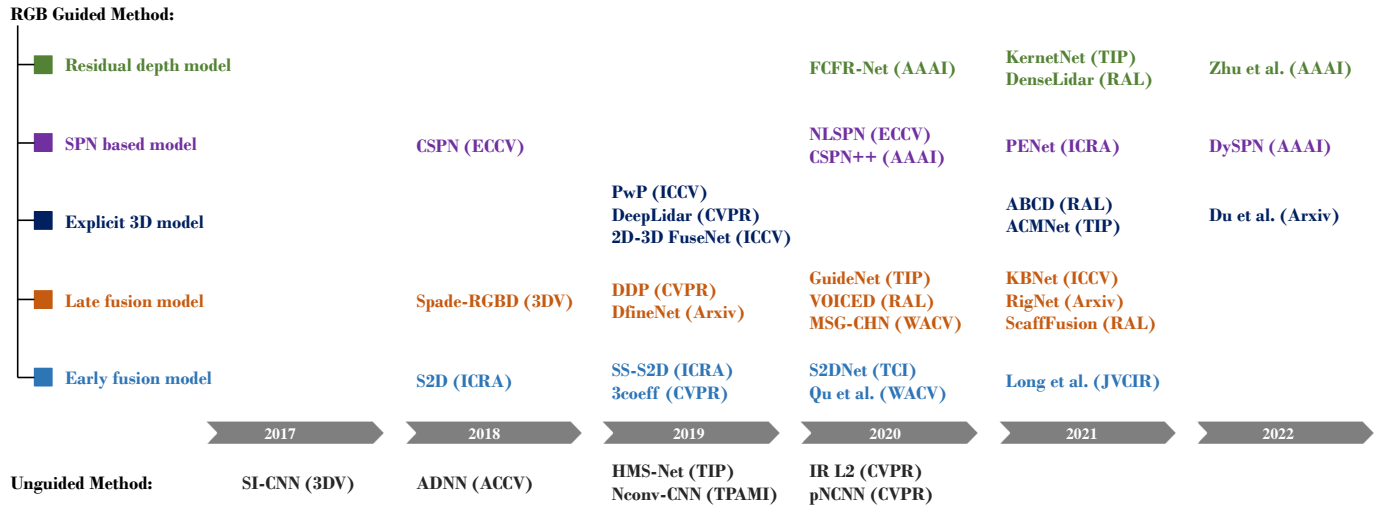 RGB Guided Method:
Residual depth model
FCFR-Net (AAAI)
KernetNet (TIP)
DenseLidar (RAL)
Zhu et al. (AAAI)
SPN based model
CSPN (ECCV)
NLSPN (ECCV)
CSPN++ (AAAI)
PENet (ICRA)
DySPN (AAAI)
Explicit 3D model
PwP (ICCV)
DeepLidar (CVPR)
2D-3D FuseNet (ICCV)
ABCD (RAL)
ACMNet (TIP)
Du et al. (Arxiv)
Late fusion model
Spade-RGBD (3DV)
DDP (CVPR)
DfineNet (Arxiv)
GuideNet (TIP)
VOICED (RAL)
MSG-CHN (WACV)
KBNet (ICCV)
RigNet (Arxiv)
ScaffFusion (RAL)
Early fusion model
S2D (ICRA)
SS-S2D (ICRA)
3coeff (CVPR)
S2DNet (TCI)
Qu et al. (WACV)
Long et al. (JVCIR)
2017
2018
2019
2020
2021
2022
Unguided Method:
SI-CNN (3DV)
ADNN (ACCV)
HMS-Net (TIP)
Nconv-CNN (TPAMI)
IR L2 (CVPR)
pNCNN (CVPR)